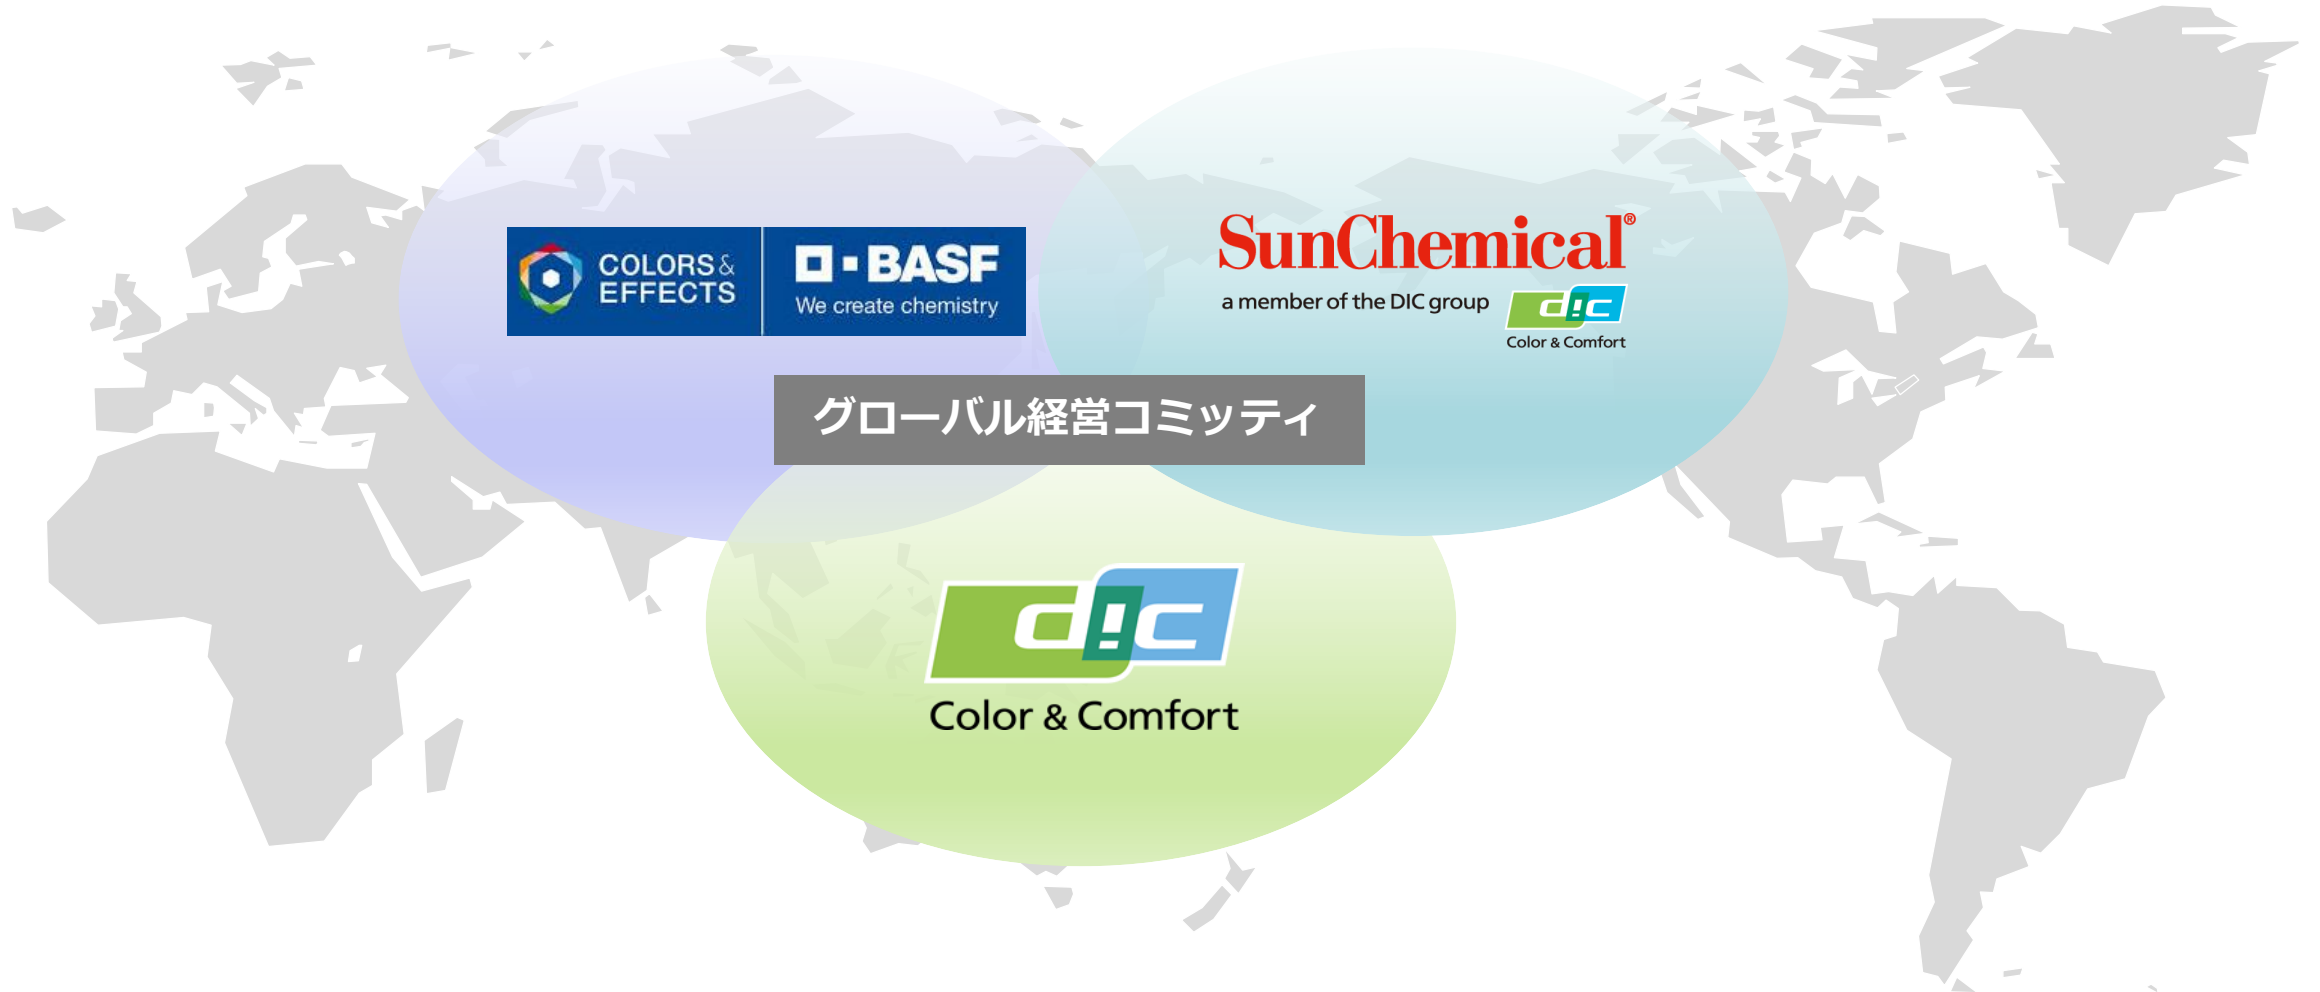 COLORS&
EFFECTS
BASF
We create chemistry
SunChemical®
a member of the DIC group
dic
Color & Comfort
グローバル経営コミッティ
dic
Color & Comfort